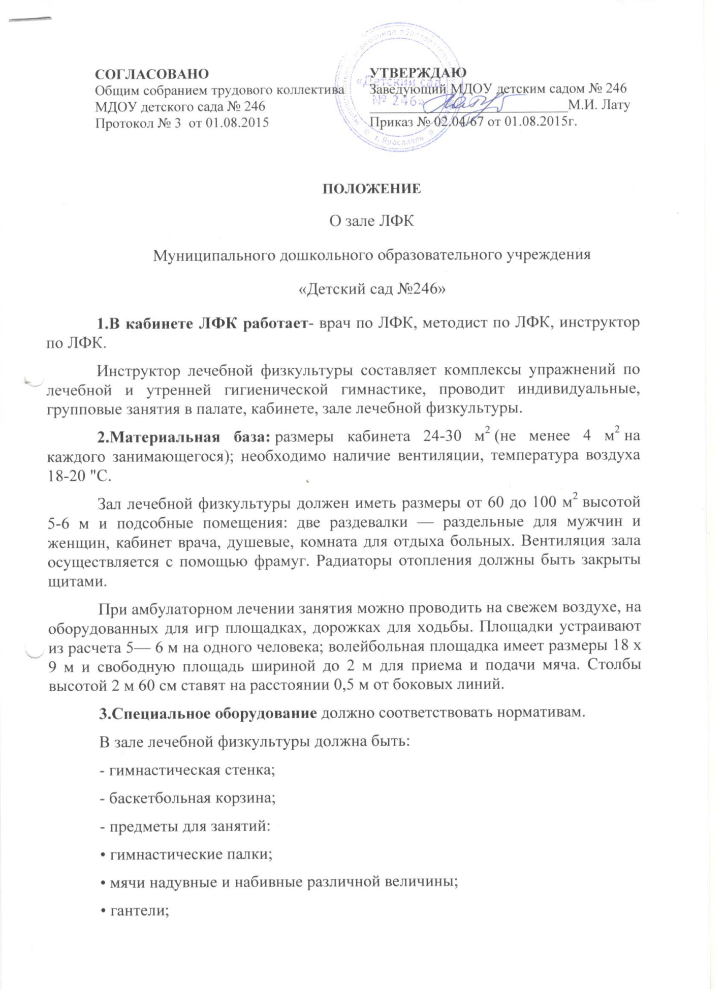 СОГЛАСОВАНО
Общим собранием трудового коллектива
МДОУ детского сада № 246
Протокол № 3 от 01.08.2015
УТВЕРЖДАЮ
Заведующий МДОУ детским садом № 246
М.И. Лату
Приказ № 02.04/67 от 01.08.2015г.
«Детский сад
№ 246»
г. Ярославль
ПОЛОЖЕНИЕ
О зале ЛФК
Муниципального дошкольного образовательного учреждения
«Детский сад №246»
1.В кабинете ЛФК работает- врач по ЛФК, методист по ЛФК, инструктор
по ЛФК.
Инструктор лечебной физкультуры составляет комплексы упражнений по
лечебной и утренней гигиенической гимнастике, проводит индивидуальные,
групповые занятия в палате, кабинете, зале лечебной физкультуры.
2.Материальная база: размеры кабинета 24-30 м² (не менее 4 м² на
каждого занимающегося); необходимо наличие вентиляции, температура воздуха
18-20 "С.
Зал лечебной физкультуры должен иметь размеры от 60 до 100 м² высотой
5-6 м и подсобные помещения: две раздевалки — раздельные для мужчин и
женщин, кабинет врача, душевые, комната для отдыха больных. Вентиляция зала
осуществляется с помощью фрамуг. Радиаторы отопления должны быть закрыты
щитами.
При амбулаторном лечении занятия можно проводить на свежем воздухе, на
оборудованных для игр площадках, дорожках для ходьбы. Площадки устраивают
из расчета 5— 6 м на одного человека; волейбольная площадка имеет размеры 18 х
9 м и свободную площадь шириной до 2 м для приема и подачи мяча. Столбы
высотой 2 м 60 см ставят на расстоянии 0,5 м от боковых линий.
3.Специальное оборудование должно соответствовать нормативам.
В зале лечебной физкультуры должна быть:
- гимнастическая стенка;
- баскетбольная корзина;
- предметы для занятий:
• гимнастические палки;
• мячи надувные и набивные различной величины;
• гантели;